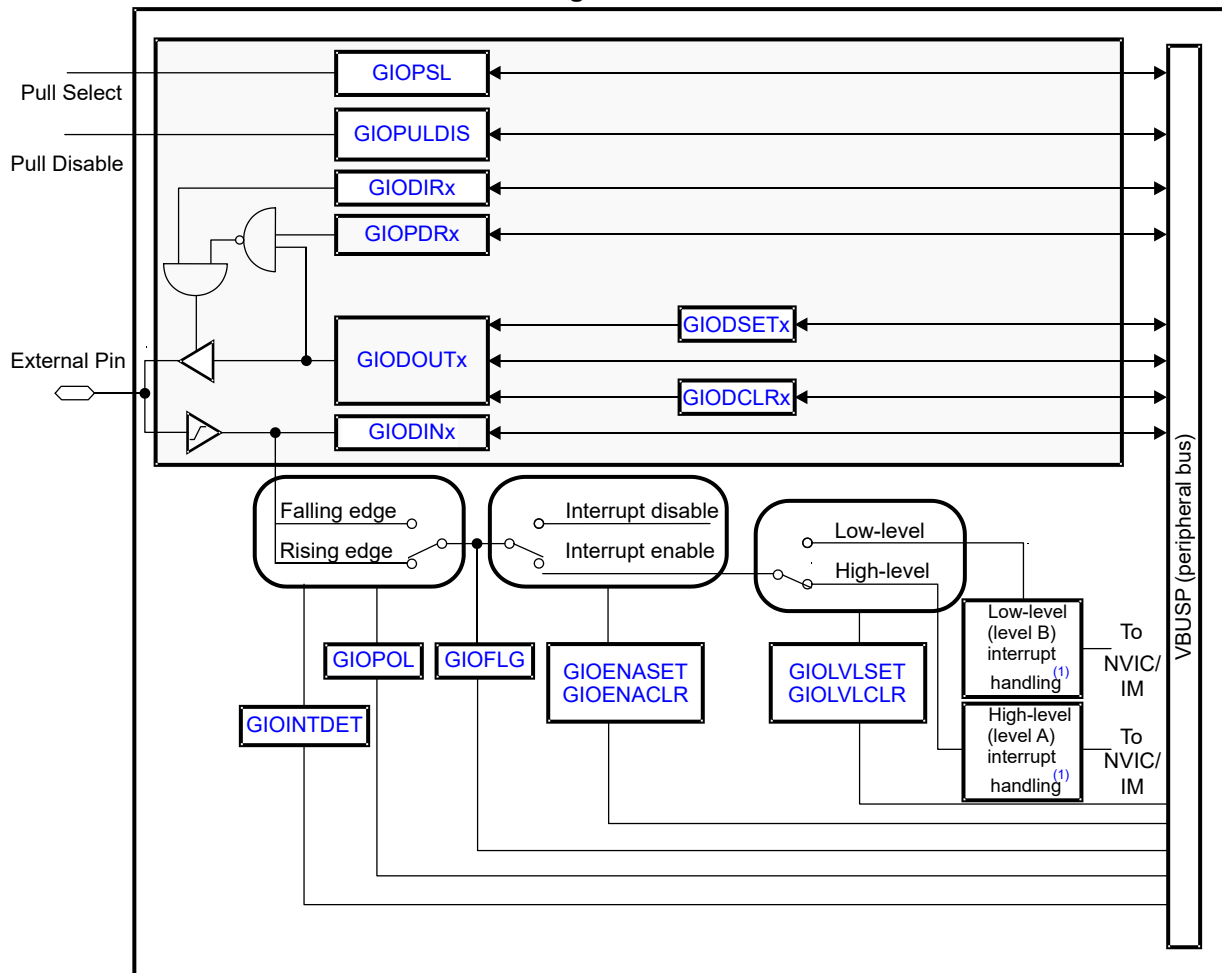 GIOPSL
Pull Select
GIOPULDIS
Pull Disable
GIODIRx
GIOPDRx
GIODSETx
External Pin
GIODOUTx
GIODCLRx
GIODINx
VBUSP (peripheral bus)
Falling edge
Rising edge
Interrupt disable
Interrupt enable
Low-level
High-level
GIOPOL
GIOFLG
GIOENASET
GIOENACLR
GIOLVLSET
GIOLVLCLR
GIOINTDET
Low-level
(level B)
interrupt
handling(1)
To
NVIC/
IM
High-level
(level A)
interrupt
handling(1)
To
NVIC/
IM